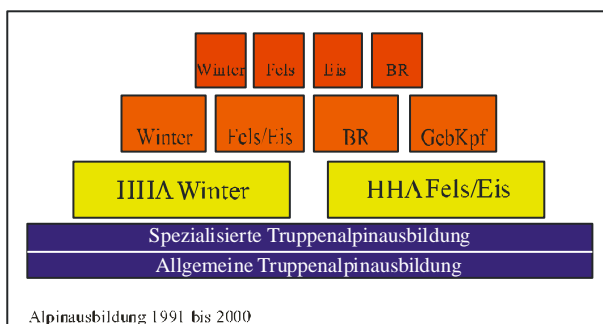 Winter Fels Eis BR
Winter Fels/Eis BR GebKpf
HHA Winter HHA Fels/Eis
Spezialisierte Truppenalpinausbildung
Allgemeine Truppenalpinausbildung
Alpinausbildung 1991 bis 2000